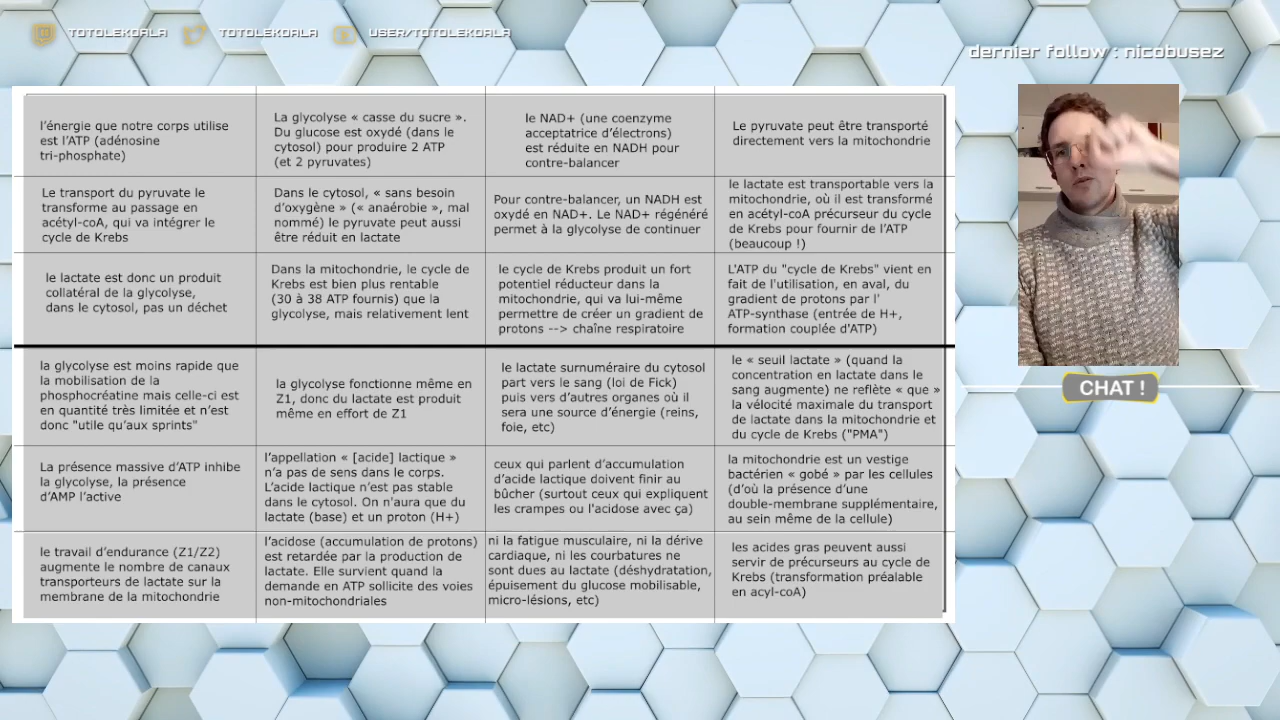 TOTOLEKOALA TOTOLEKOALA USER/TOTOLEKOALA
dernier follow : nicobusez
l'énergie que notre corps utilise
est l'ATP (adénosine
tri-phosphate)
La glycolyse « casse du sucre ».
Du glucose est oxydé (dans le
cytosol) pour produire 2 ATP
(et 2 pyruvates)
le NAD+ (une coenzyme
acceptatrice d'électrons)
est réduite en NADH pour
contre-balancer
Le pyruvate peut être transporté
directement vers la mitochondrie
Le transport du pyruvate le
transforme au passage en
acétyl-coA, qui va intégrer le
cycle de Krebs
Dans le cytosol, « sans besoin
d'oxygène » (« anaérobie », mal
nommé) le pyruvate peut aussi
être réduit en lactate
Pour contre-balancer, un NADH est
oxydé en NAD+. Le NAD+ régénéré
permet à la glycolyse de continuer
le lactate est transportable vers la
mitochondrie, où il est transformé
en acétyl-coA précurseur du cycle
de Krebs pour fournir de l'ATP
(beaucoup !)
le lactate est donc un produit
collatéral de la glycolyse,
dans le cytosol, pas un déchet
Dans la mitochondrie, le cycle de
Krebs est bien plus rentable
(30 à 38 ATP fournis) que la
glycolyse, mais relativement lent
le cycle de Krebs produit un fort
potentiel réducteur dans la
mitochondrie, qui va lui-même
permettre de créer un gradient de
protons --> chaîne respiratoire
L'ATP du "cycle de Krebs" vient en
fait de l'utilisation, en aval, du
gradient de protons par l'
ATP-synthase (entrée de H+,
formation couplée d'ATP)
la glycolyse est moins rapide que
la mobilisation de la
phosphocréatine mais celle-ci est
en quantité très limitée et n'est
donc "utile qu'aux sprints"
la glycolyse fonctionne même en
Z1, donc du lactate est produit
même en effort de Z1
le lactate surnuméraire du cytosol
part vers le sang (loi de Fick)
puis vers d'autres organes où il
sera une source d'énergie (reins,
foie, etc)
le « seuil lactate » (quand la
concentration en lactate dans le
sang augmente) ne reflète « que »
la vélocité maximale du transport
de lactate dans la mitochondrie et
du cycle de Krebs ("PMA")
La présence massive d'ATP inhibe
la glycolyse, la présence
d'AMP l'active
l'appellation « [acide] lactique »
n'a pas de sens dans le corps.
L'acide lactique n'est pas stable
dans le cytosol. On n'aura que du
lactate (base) et un proton (H+)
ceux qui parlent d'accumulation
d'acide lactique doivent finir au
bûcher (surtout ceux qui expliquent
les crampes ou l'acidose avec ça)
la mitochondrie est un vestige
bactérien « gobé » par les cellules
(d'où la présence d'une
double-membrane supplémentaire,
au sein même de la cellule)
le travail d'endurance (Z1/Z2)
augmente le nombre de canaux
transporteurs de lactate sur la
membrane de la mitochondrie
l'acidose (accumulation de protons)
est retardée par la production de
lactate. Elle survient quand la
demande en ATP sollicite des voies
non-mitochondriales
ni la fatigue musculaire, ni la dérive
cardiaque, ni les courbatures ne
sont dues au lactate (déshydratation,
épuisement du glucose mobilisable,
micro-lésions, etc)
les acides gras peuvent aussi
servir de précurseurs au cycle de
Krebs (transformation préalable
en acyl-coA)
CHAT !